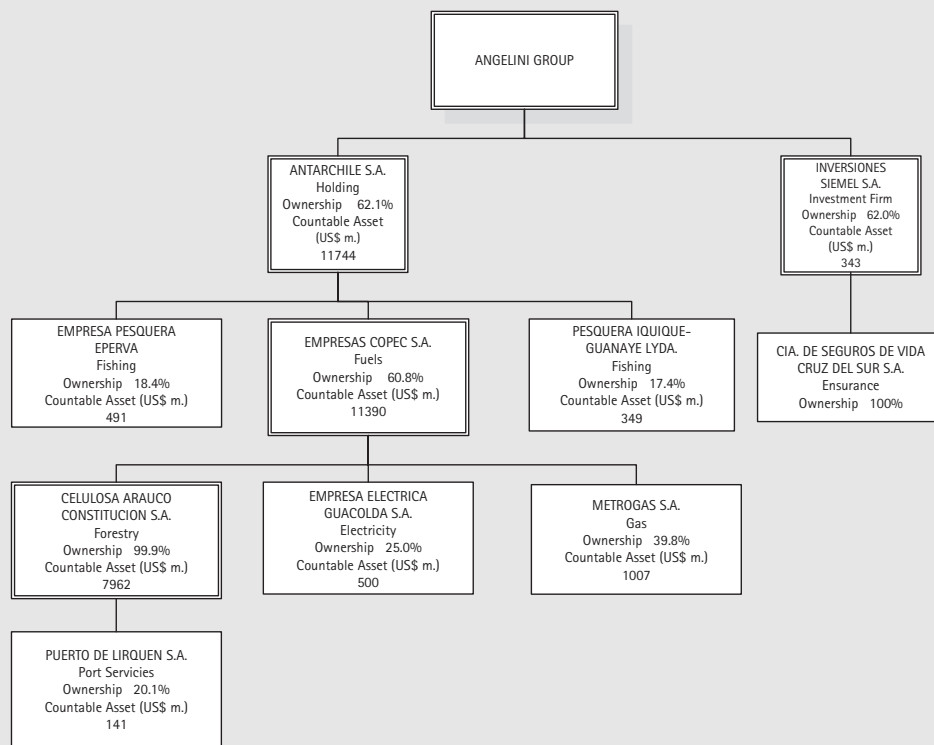 ANGELINI GROUP
ANTARCHILE S.A.
Holding
Ownership 62.1%
Countable Asset
(US$ m.)
11744
INVERSIONES
SIEMEL S.A.
Investment Firm
Ownership 62.0%
Countable Asset
(US$ m.)
343
EMPRESA PESQUERA
EPERVA
Fishing
Ownership 18.4%
Countable Asset (US$ m.)
491
EMPRESAS COPEC S.A.
Fuels
Ownership 60.8%
Countable Asset (US$ m.)
11390
PESQUERA IQUIQUE-
GUANAYE LYDA.
Fishing
Ownership 17.4%
Countable Asset (US$ m.)
349
CIA. DE SEGUROS DE VIDA
CRUZ DEL SUR S.A.
Ensurance
Ownership 100%
CELULOSA ARAUCO
CONSTITUCION S.A.
Forestry
Ownership 99.9%
Countable Asset (US$ m.)
7962
EMPRESA ELECTRICA
GUACOLDA S.A.
Electricity
Ownership 25.0%
Countable Asset (US$ m.)
500
METROGAS S.A.
Gas
Ownership 39.8%
Countable Asset (US$ m.)
1007
PUERTO DE LIRQUEN S.A.
Port Servicies
Ownership 20.1%
Countable Asset (US$ m.)
141